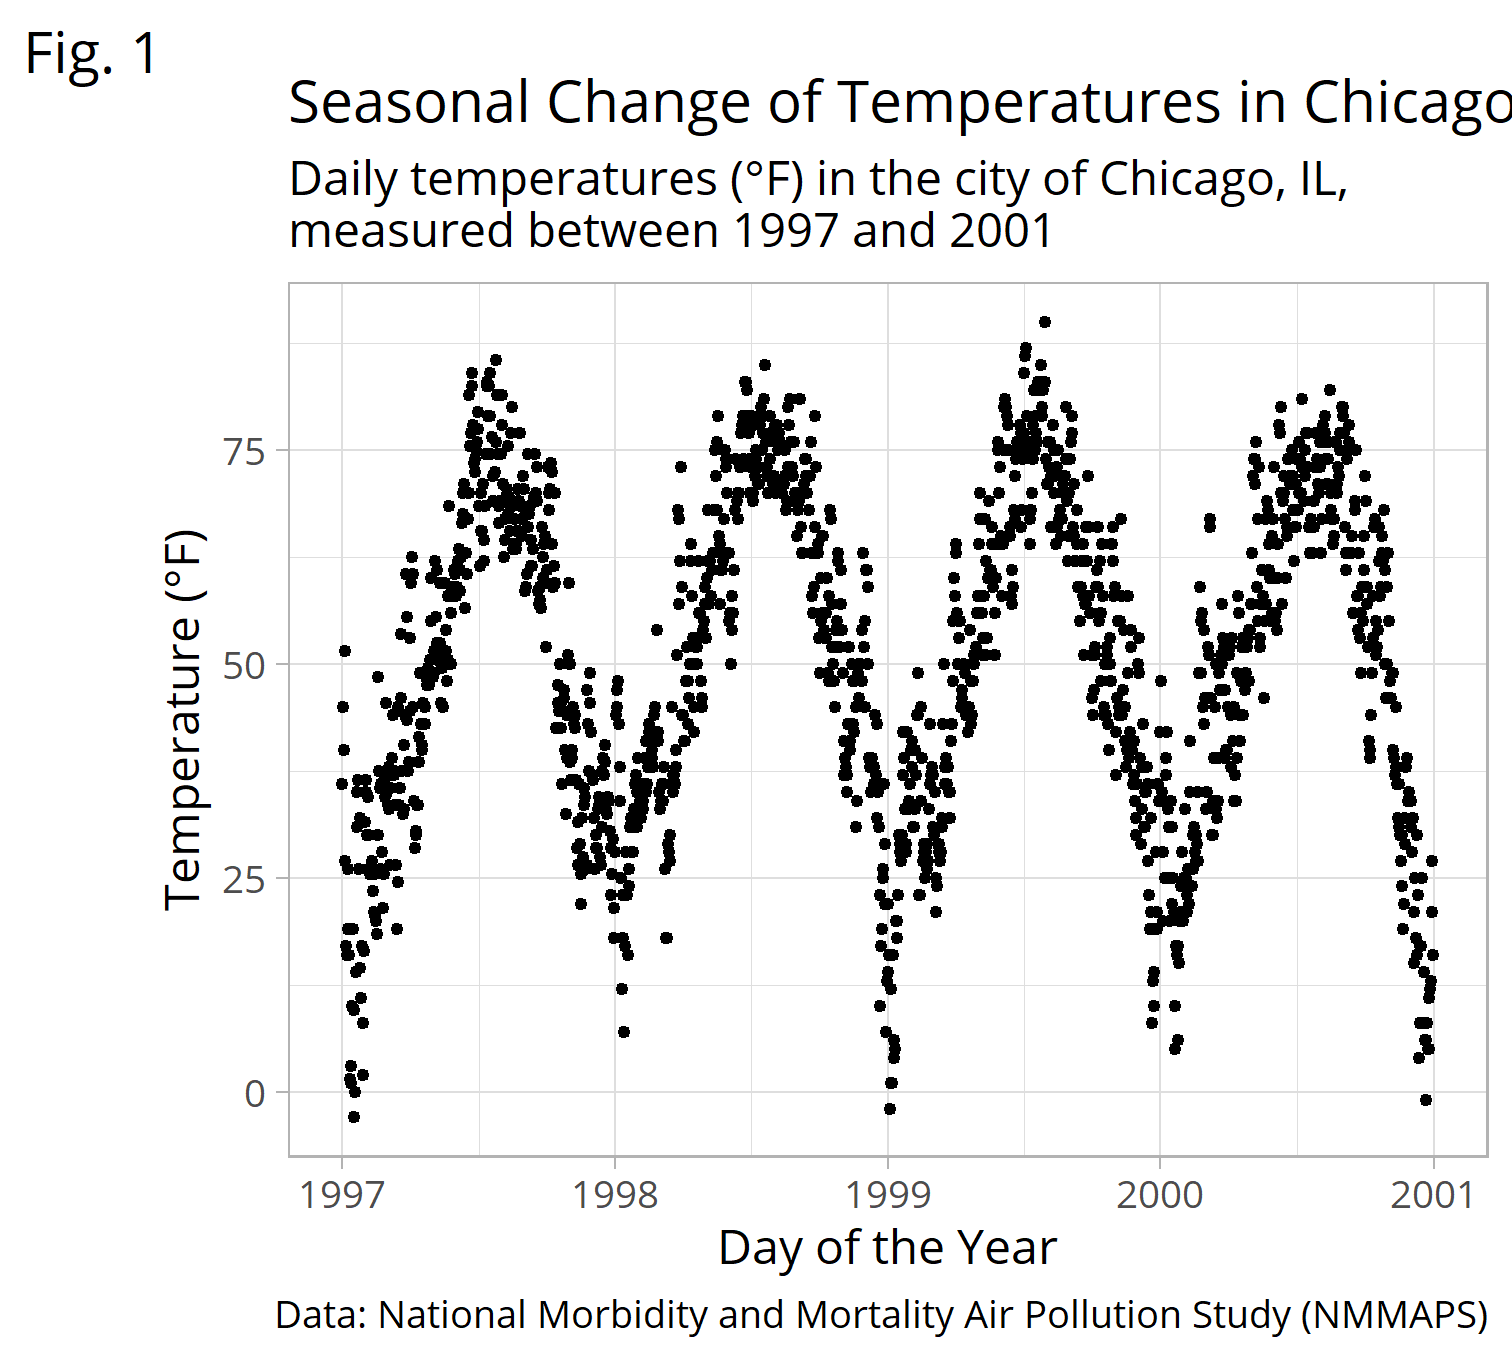 Fig. 1
Seasonal Change of Temperatures in Chicago
Daily temperatures (°F) in the city of Chicago, IL,
measured between 1997 and 2001
Temperature (°F)
75
50
25
0
1997 1998 1999 2000 2001
Day of the Year
Data: National Morbidity and Mortality Air Pollution Study (NMMAPS)